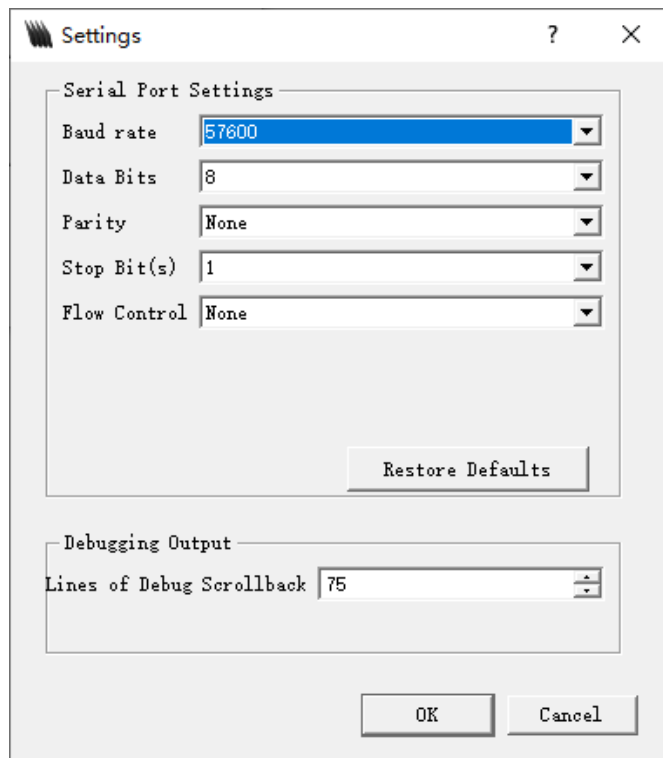 Settings
Serial Port Settings
Baud rate 57600
Data Bits 8
Parity None
Stop Bit(s) 1
Flow Control None
Restore Defaults
Debugging Output
Lines of Debug Scrollback 75
OK Cancel